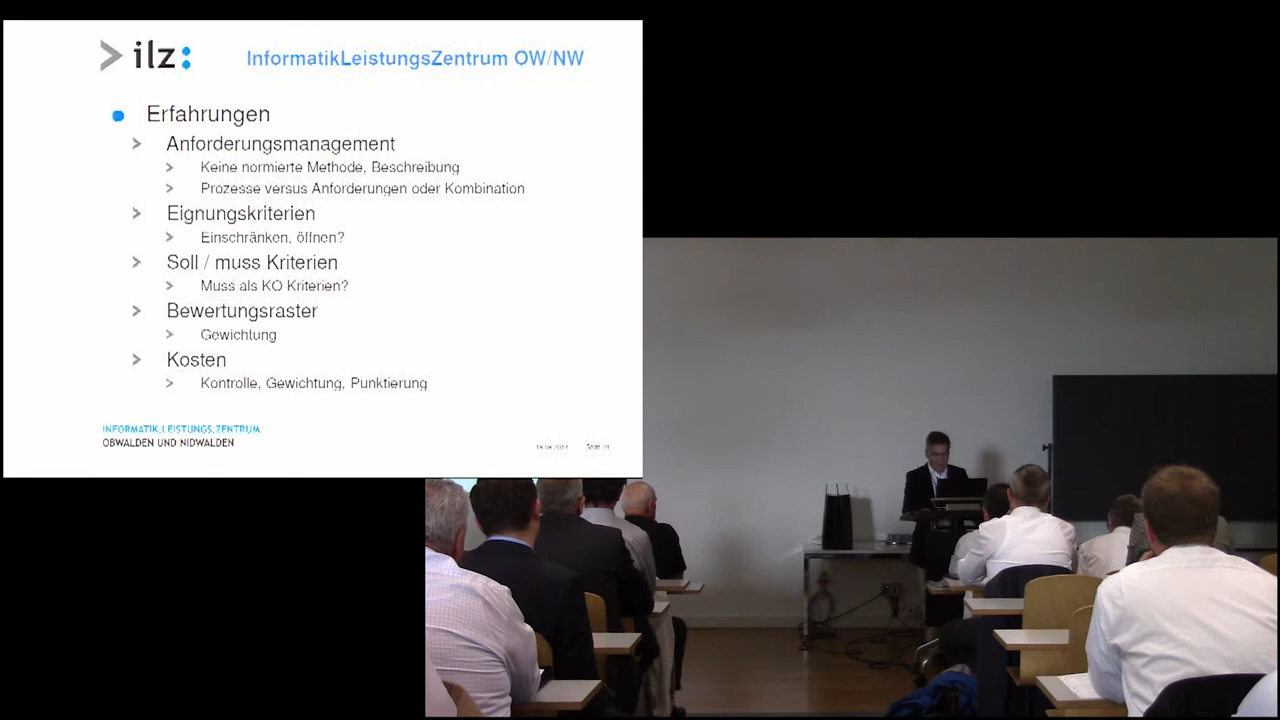 > ilz:
InformatikLeistungsZentrum OW/NW
Erfahrungen
> Anforderungsmanagement
> Keine normierte Methode, Beschreibung
> Prozesse versus Anforderungen oder Kombination
> Eignungskriterien
> Einschränken, öffnen?
> Soll / muss Kriterien
> Muss als KO Kriterien?
> Bewertungsraster
> Gewichtung
> Kosten
> Kontrolle, Gewichtung, Punktierung
INFORMATIK.LEISTUNGS.ZENTRUM
OBWALDEN UND NIDWALDEN
Seite